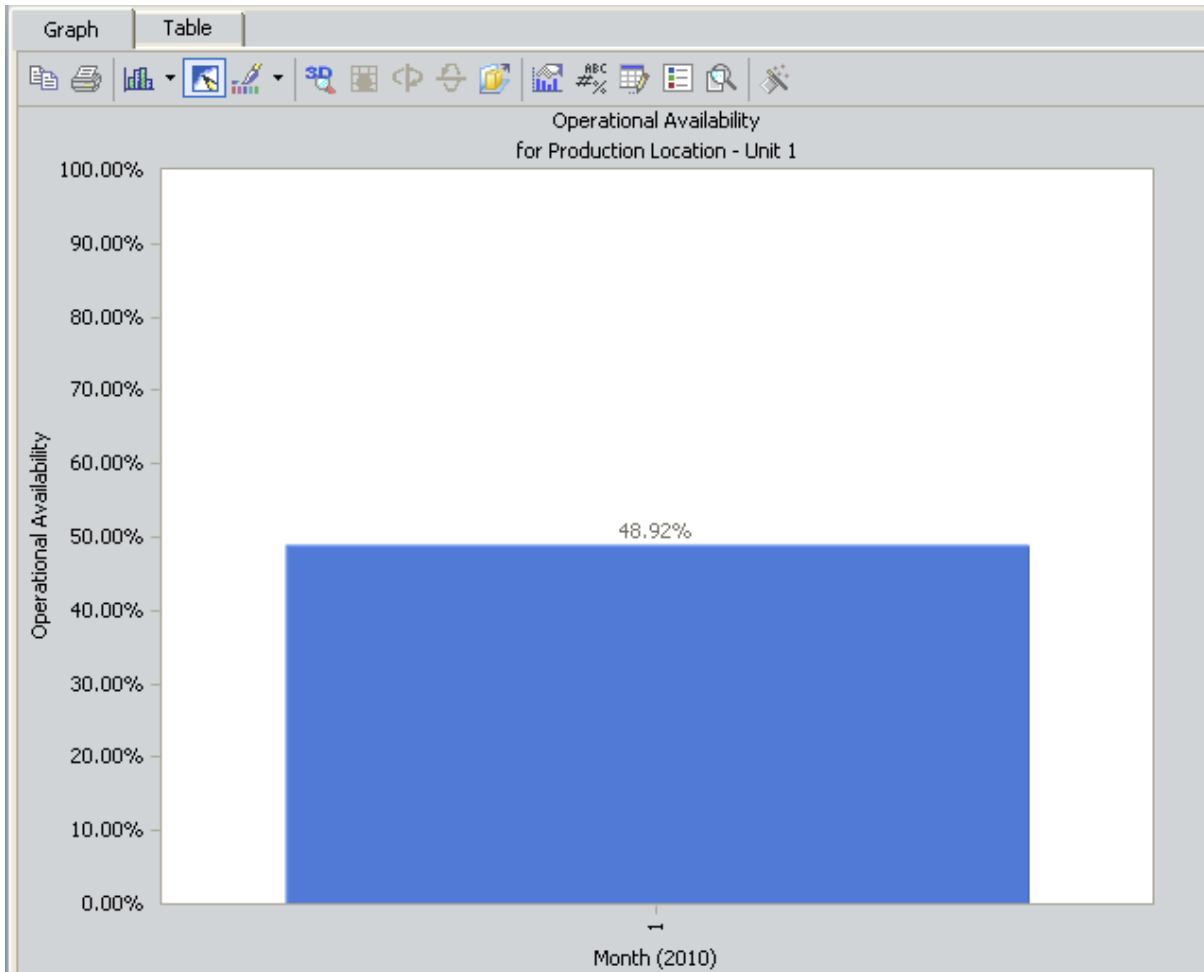 Graph
Table
3D
ABC
#%
Operational Availability
for Production Location - Unit 1
100.00%
90.00%
80.00%
70.00%
60.00%
50.00%
40.00%
30.00%
20.00%
10.00%
0.00%
Operational Availability
48.92%
1
Month (2010)